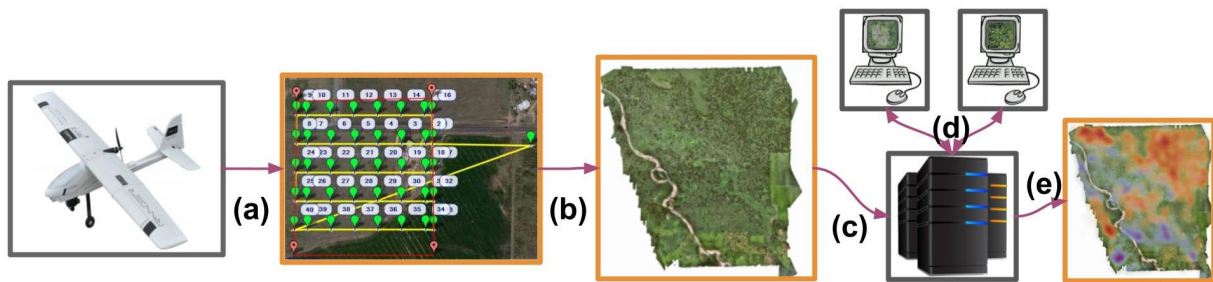 9 10 11 12 13 14 16
8 7 6 5 4 3 2
24 23 22 21 20 19 18
25 26 27 28 29 30 32
40 39 38 37 36 35 34
(a)
(b)
(c)
(d)
(e)